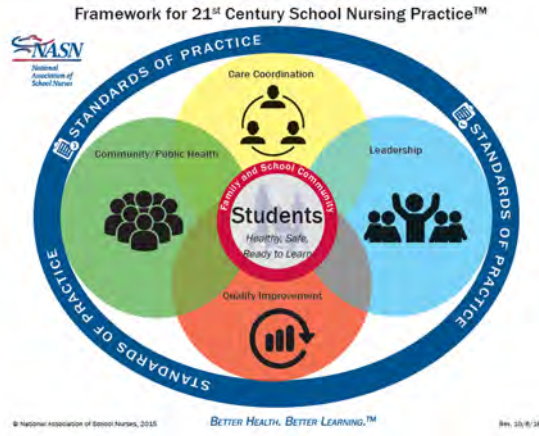 Framework for 21st Century School Nursing Practice™
NASN
National
Association of
School Nurses
STANDARDS OF PRACTICE
STANDARDS OF PRACTICE
STANDARDS OF PRACTICE
Care Coordination
Community/Public Health
Leadership
Family and School Community
Students
Healthy, Safe,
Ready to Learn
Quality Improvement
© National Association of School Nurses, 2015
BETTER HEALTH. BETTER LEARNING.™